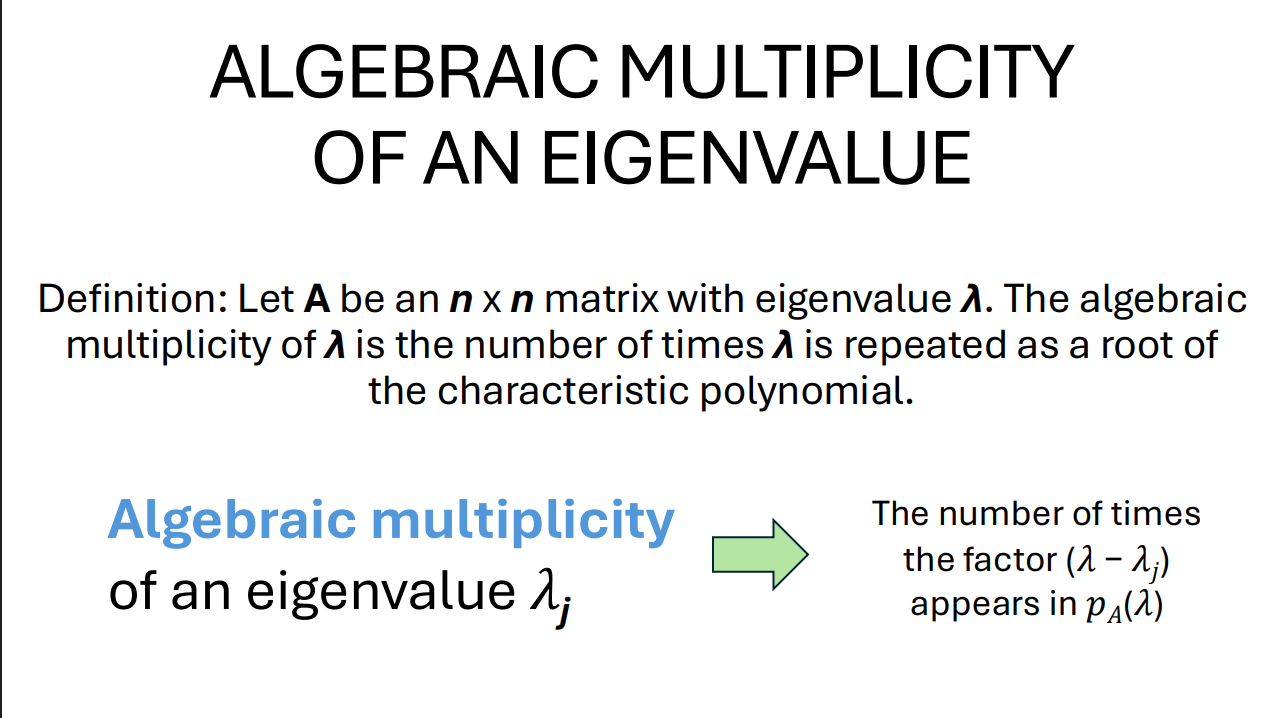 ALGEBRAIC MULTIPLICITY
OF AN EIGENVALUE
Definition: Let A be an n x n matrix with eigenvalue λ. The algebraic
multiplicity of λ is the number of times λ is repeated as a root of
the characteristic polynomial.
Algebraic multiplicity
of an eigenvalue λⱼ
The number of times
the factor (λ − λⱼ)
appears in p_A(λ)